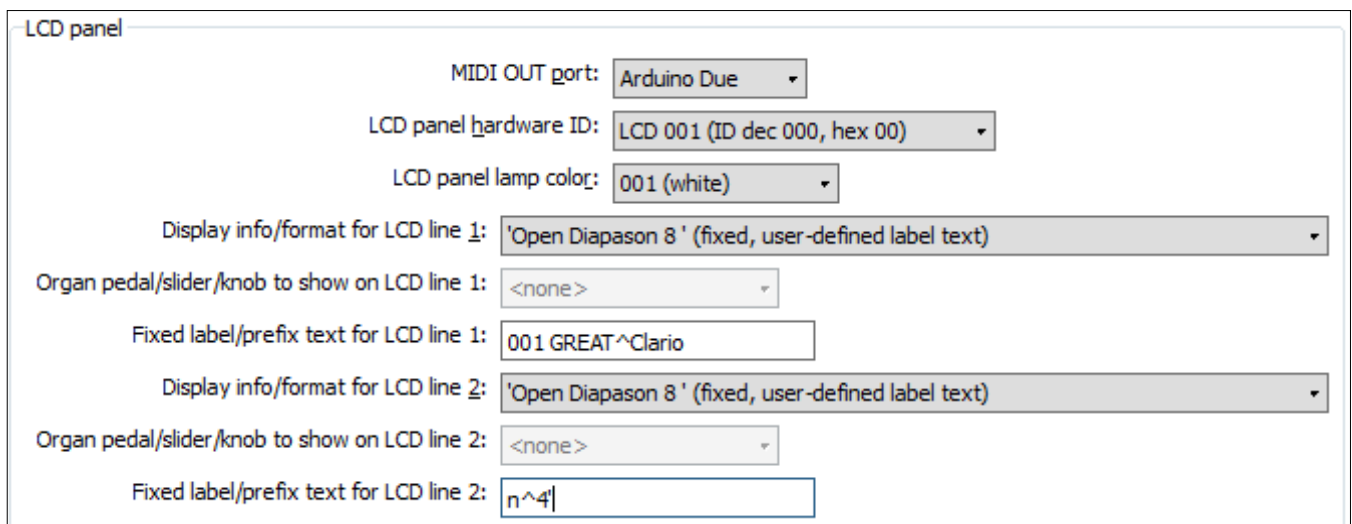 LCD panel
MIDI OUT port: Arduino Due
LCD panel hardware ID: LCD 001 (ID dec 000, hex 00)
LCD panel lamp color: 001 (white)
Display info/format for LCD line 1: 'Open Diapason 8 ' (fixed, user-defined label text)
Organ pedal/slider/knob to show on LCD line 1: <none>
Fixed label/prefix text for LCD line 1: 001 GREAT^Clario
Display info/format for LCD line 2: 'Open Diapason 8 ' (fixed, user-defined label text)
Organ pedal/slider/knob to show on LCD line 2: <none>
Fixed label/prefix text for LCD line 2: n^4'